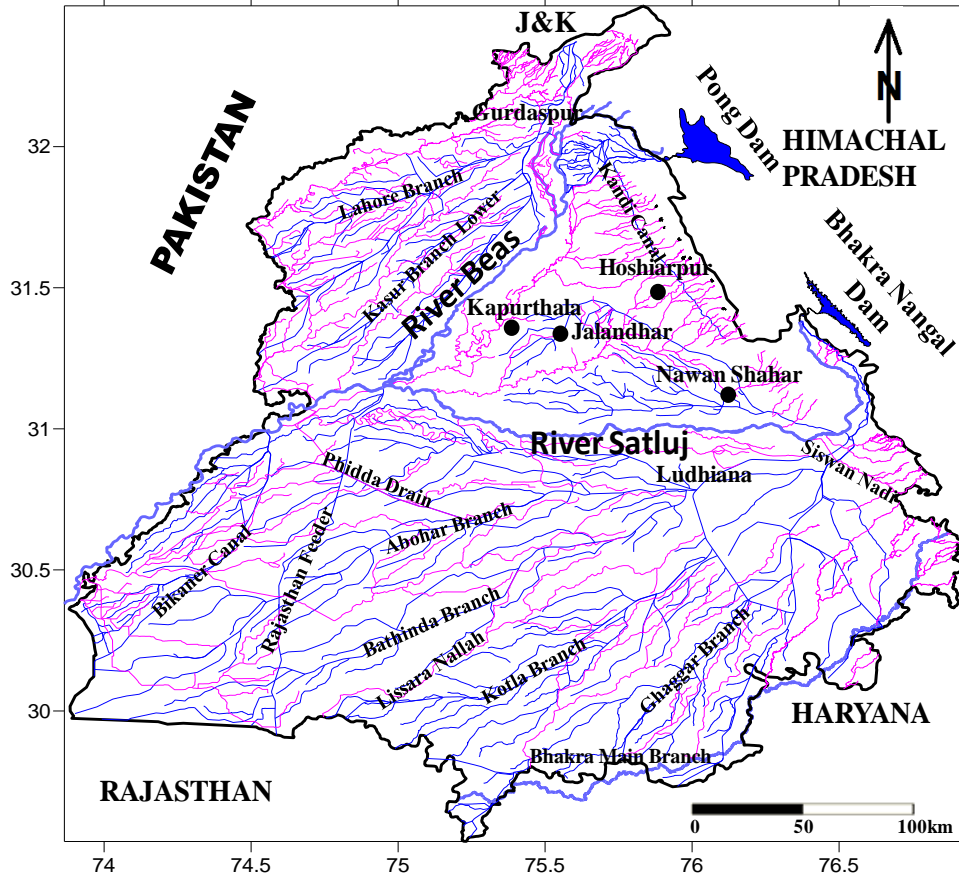 J&K
N
Pong Dam
PAKISTAN
Gurdaspur
HIMACHAL
PRADESH
Lahore Branch
Kandi Canal
Kasur Branch Lower
River Beas
Bhakra Nangal
Dam
Hoshiarpur
Kapurthala
Jalandhar
Nawan Shahar
River Satluj
Siswan Nadi
Ludhiana
Phidda Drain
Abohar Branch
Bikaner Canal
Rajasthan Feeder
Bathinda Branch
Lissara Nallah
Kotla Branch
Ghaggar Branch
HARYANA
Bhakra Main Branch
RAJASTHAN
0 50 100km
32
31.5
31
30.5
30
74 74.5 75 75.5 76 76.5